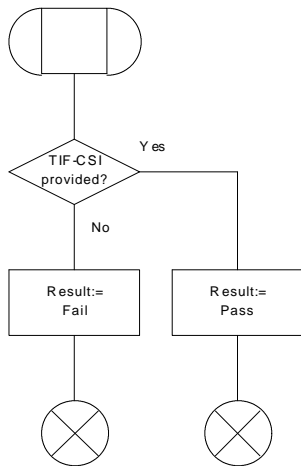 TIF-CSI
provided?
Yes
No
Result:=
Fail
Result:=
Pass